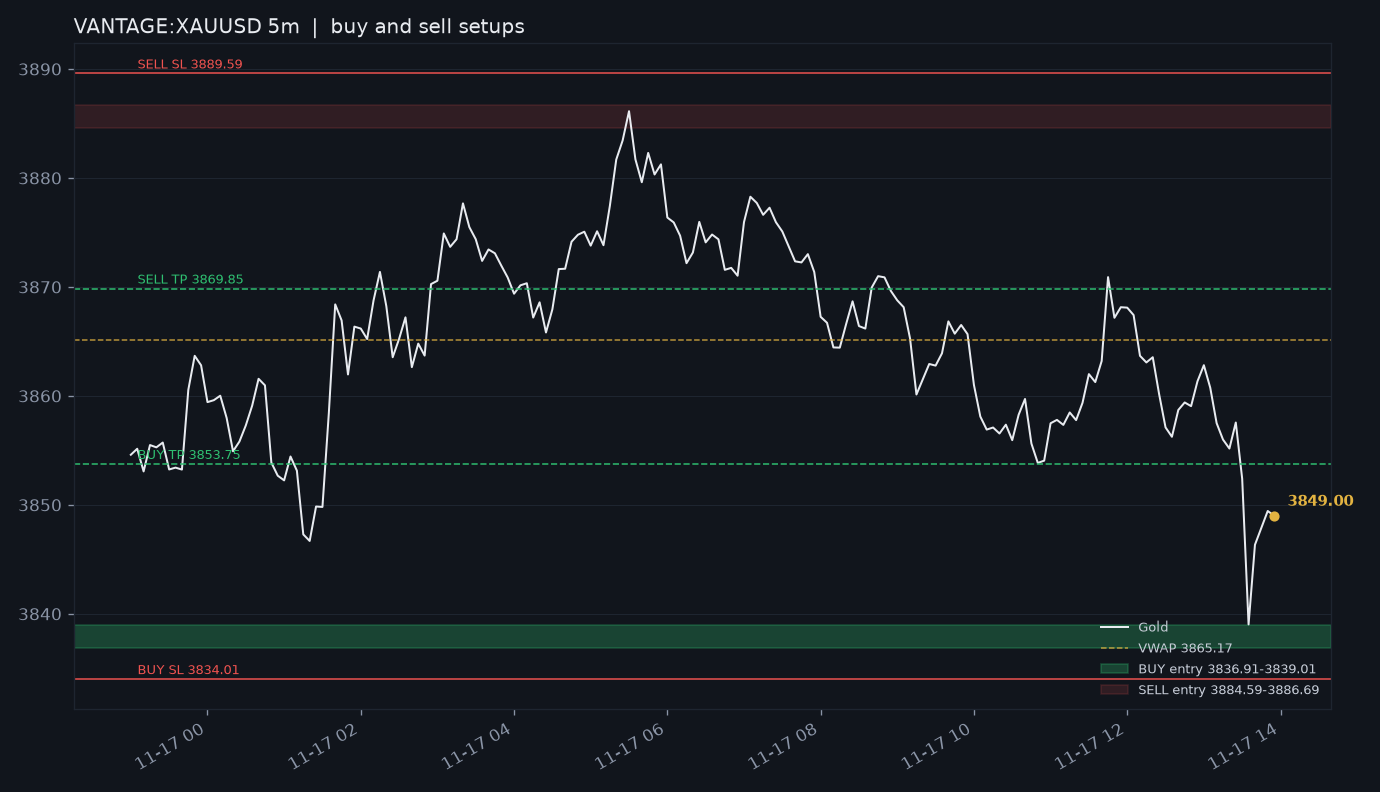 VANTAGE:XAUUSD 5m | buy and sell setups
3890
SELL SL 3889.59
3880
SELL TP 3869.85
3870
3860
BUY TP 3853.75
3850
3849.00
3840
BUY SL 3834.01
Gold
VWAP 3865.17
BUY entry 3836.91-3839.01
SELL entry 3884.59-3886.69
11-17 00
11-17 02
11-17 04
11-17 06
11-17 08
11-17 10
11-17 12
11-17 14